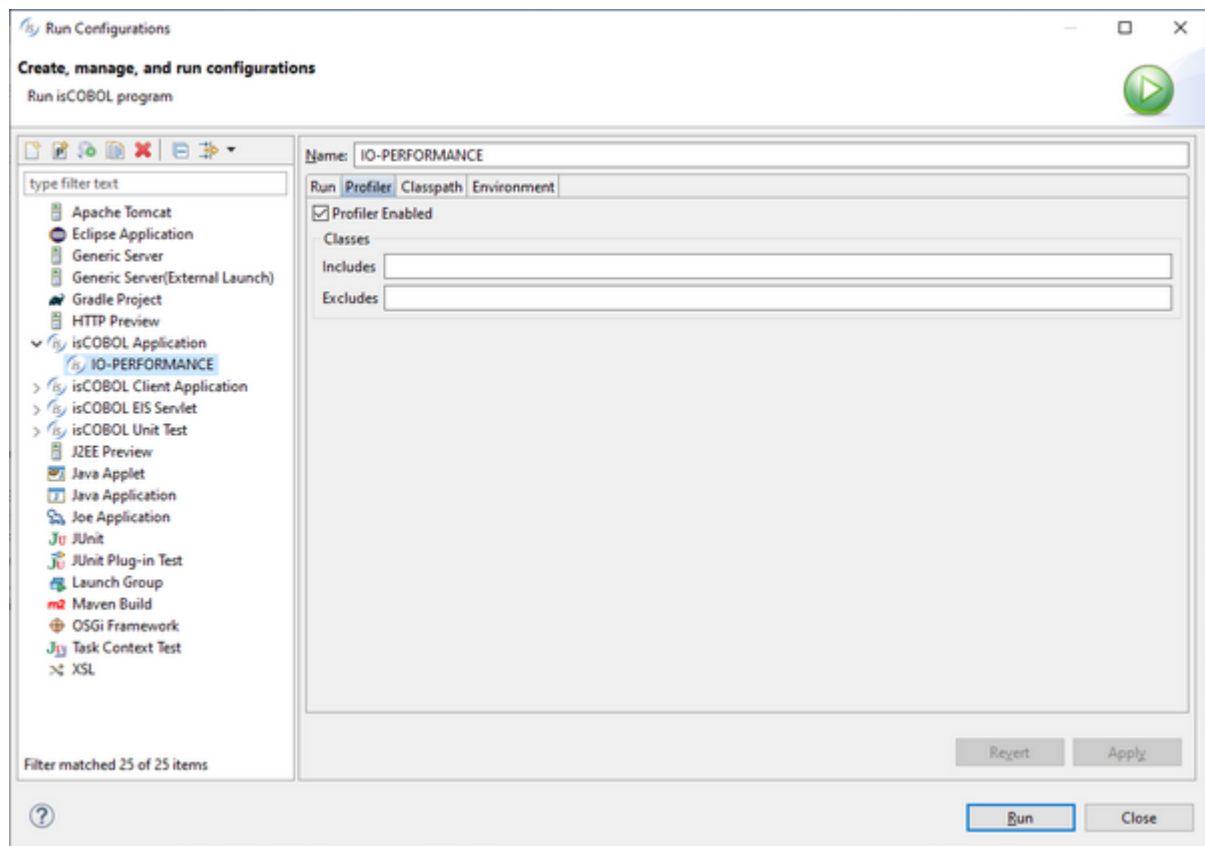 Run Configurations
Create, manage, and run configurations
Run isCOBOL program
type filter text
Apache Tomcat
Eclipse Application
Generic Server
Generic Server(External Launch)
Gradle Project
HTTP Preview
isCOBOL Application
IO-PERFORMANCE
isCOBOL Client Application
isCOBOL EIS Servlet
isCOBOL Unit Test
J2EE Preview
Java Applet
Java Application
Joe Application
JUnit
JUnit Plug-in Test
Launch Group
m2 Maven Build
OSGi Framework
Task Context Test
XSL
Filter matched 25 of 25 items
Name: IO-PERFORMANCE
Run Profiler Classpath Environment
Profiler Enabled
Classes
Includes
Excludes
Revert Apply
? Run Close